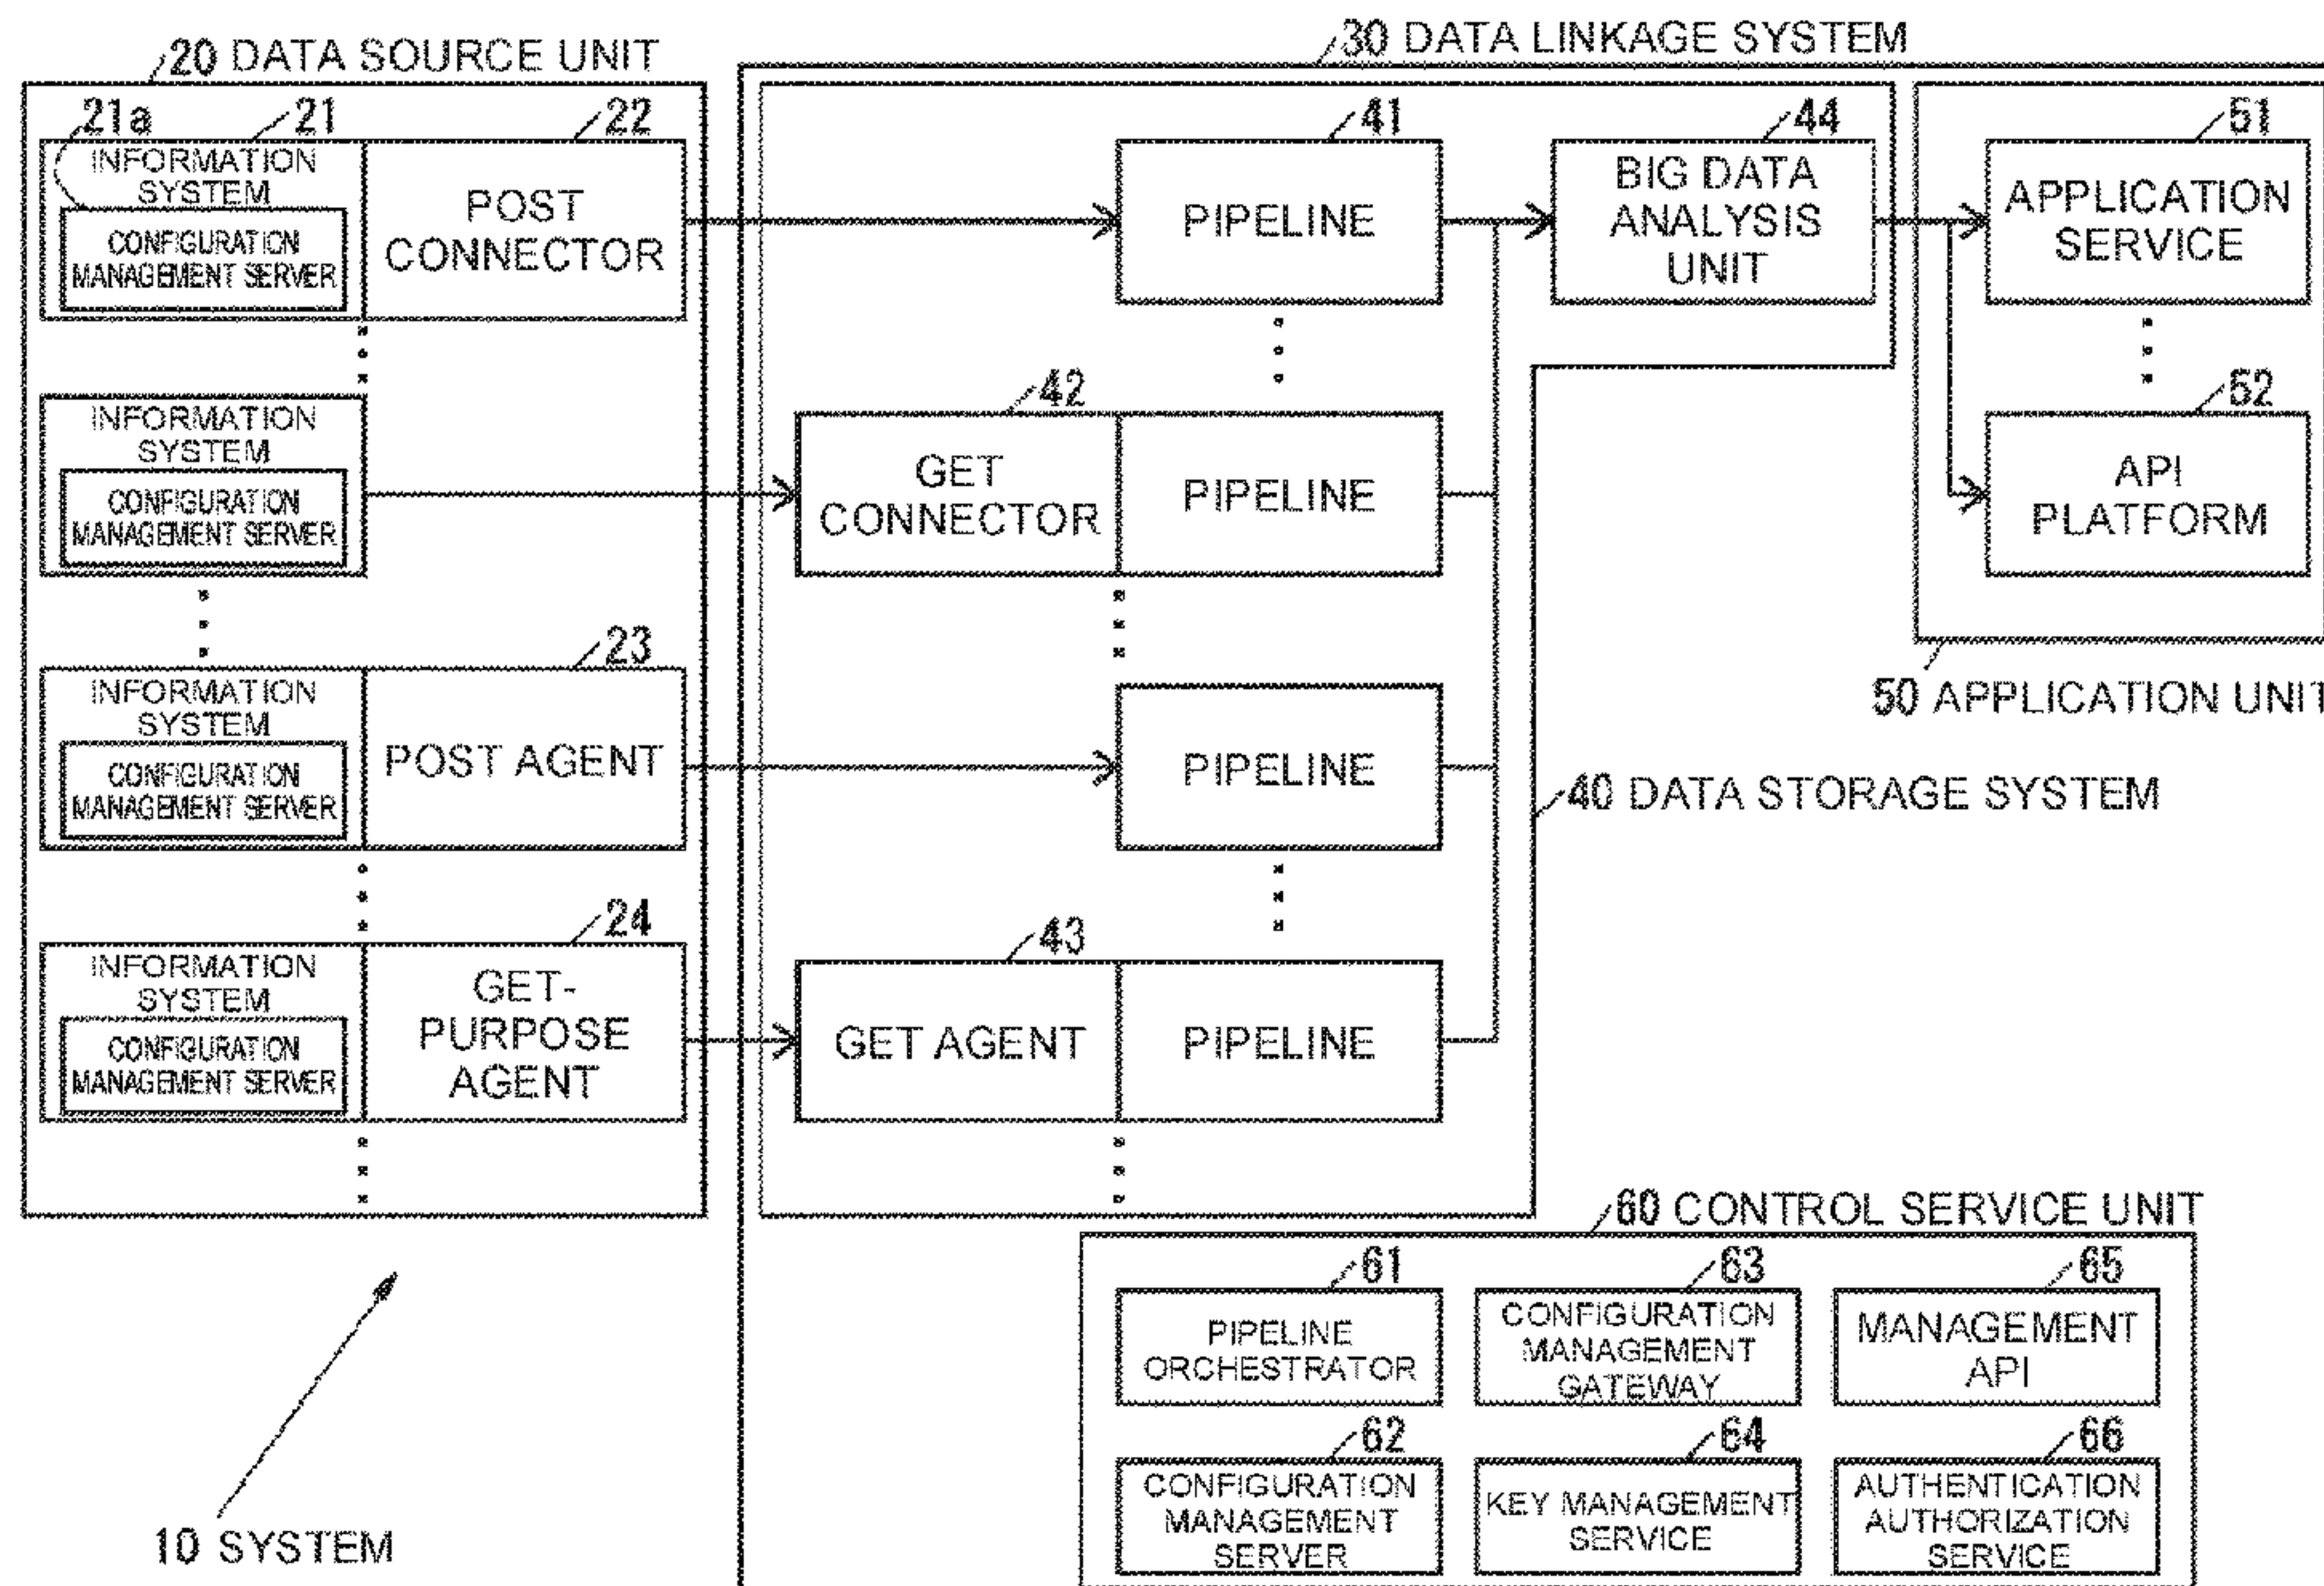 20 DATA SOURCE UNIT
30 DATA LINKAGE SYSTEM
21a
21
22
INFORMATION
SYSTEM
CONFIGURATION
MANAGEMENT SERVER
POST
CONNECTOR
41
PIPELINE
44
BIG DATA
ANALYSIS
UNIT
51
APPLICATION
SERVICE
INFORMATION
SYSTEM
CONFIGURATION
MANAGEMENT SERVER
42
GET
CONNECTOR
PIPELINE
52
API
PLATFORM
50 APPLICATION UNIT
23
INFORMATION
SYSTEM
CONFIGURATION
MANAGEMENT SERVER
POST AGENT
PIPELINE
40 DATA STORAGE SYSTEM
24
INFORMATION
SYSTEM
CONFIGURATION
MANAGEMENT SERVER
GET-
PURPOSE
AGENT
43
GET AGENT
PIPELINE
60 CONTROL SERVICE UNIT
61
PIPELINE
ORCHESTRATOR
63
CONFIGURATION
MANAGEMENT
GATEWAY
65
MANAGEMENT
API
62
CONFIGURATION
MANAGEMENT
SERVER
64
KEY MANAGEMENT
SERVICE
66
AUTHENTICATION
AUTHORIZATION
SERVICE
10 SYSTEM